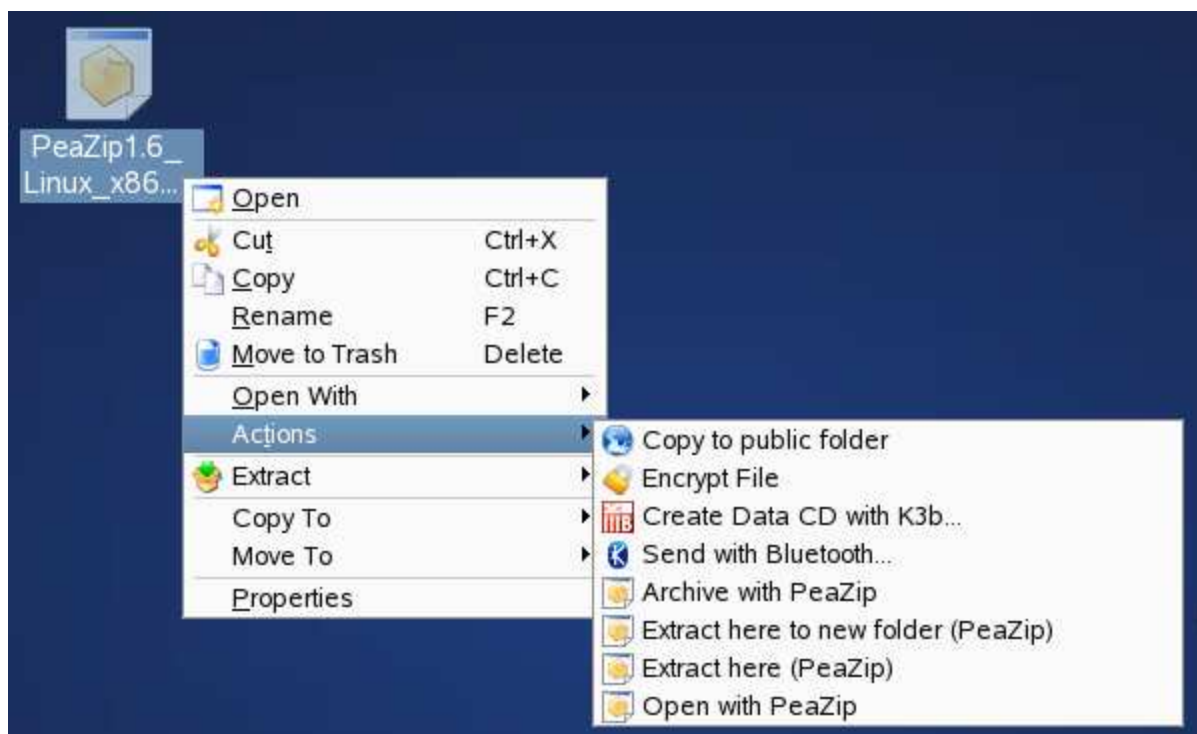 PeaZip1.6_
Linux_x86...
Open
Cut Ctrl+X
Copy Ctrl+C
Rename F2
Move to Trash Delete
Open With
Actions
Extract
Copy To
Move To
Properties
Copy to public folder
Encrypt File
Create Data CD with K3b...
Send with Bluetooth...
Archive with PeaZip
Extract here to new folder (PeaZip)
Extract here (PeaZip)
Open with PeaZip